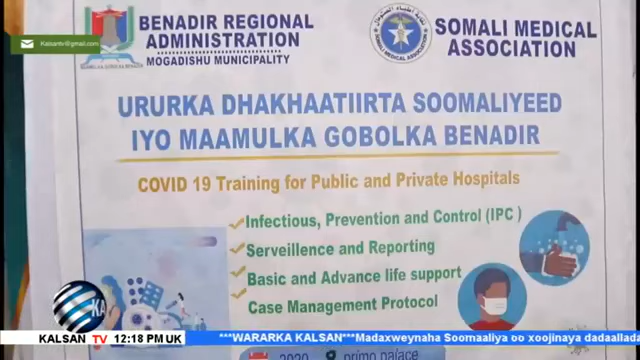 BENADIR REGIONAL
ADMINISTRATION
MOGADISHU MUNICIPALITY
SOMALI MEDICAL
ASSOCIATION
Kalsantv@gmail.com
URURKA DHAKHAATIIRTA SOOMALIYEED
IYO MAAMULKA GOBOLKA BENADIR
COVID 19 Training for Public and Private Hospitals
Infectious, Prevention and Control (IPC )
Serveillence and Reporting
Basic and Advance life support
Case Management Protocol
2020 primo palace
KA
KALSAN TV 12:18 PM UK
***WARARKA KALSAN***Madaxweynaha Soomaaliya oo xoojinaya dadaallada